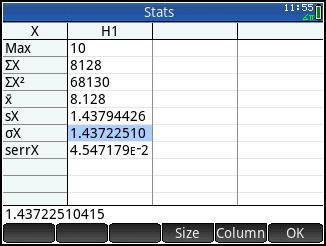 Stats 11:55
X H1
Max 10
ΣX 8128
ΣX² 68130
x̄ 8.128
sX 1.43794426
σX 1.43722510
serrX 4.547179E-2
1.43722510415
Size Column OK